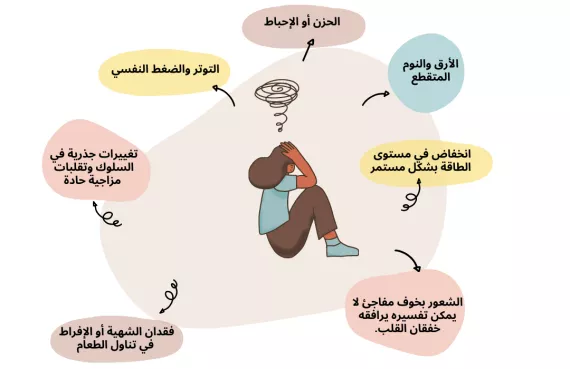 الحزن أو الإحباط
الأرق والنوم
المتقطع
التوتر والضغط النفسي
انخفاض في مستوى
الطاقة بشكل مستمر
تغييرات جذرية في
السلوك وتقلبات
مزاجية حادة
الشعور بخوف مفاجئ لا
يمكن تفسيره يرافقه
خفقان القلب.
فقدان الشهية أو الإفراط
في تناول الطعام